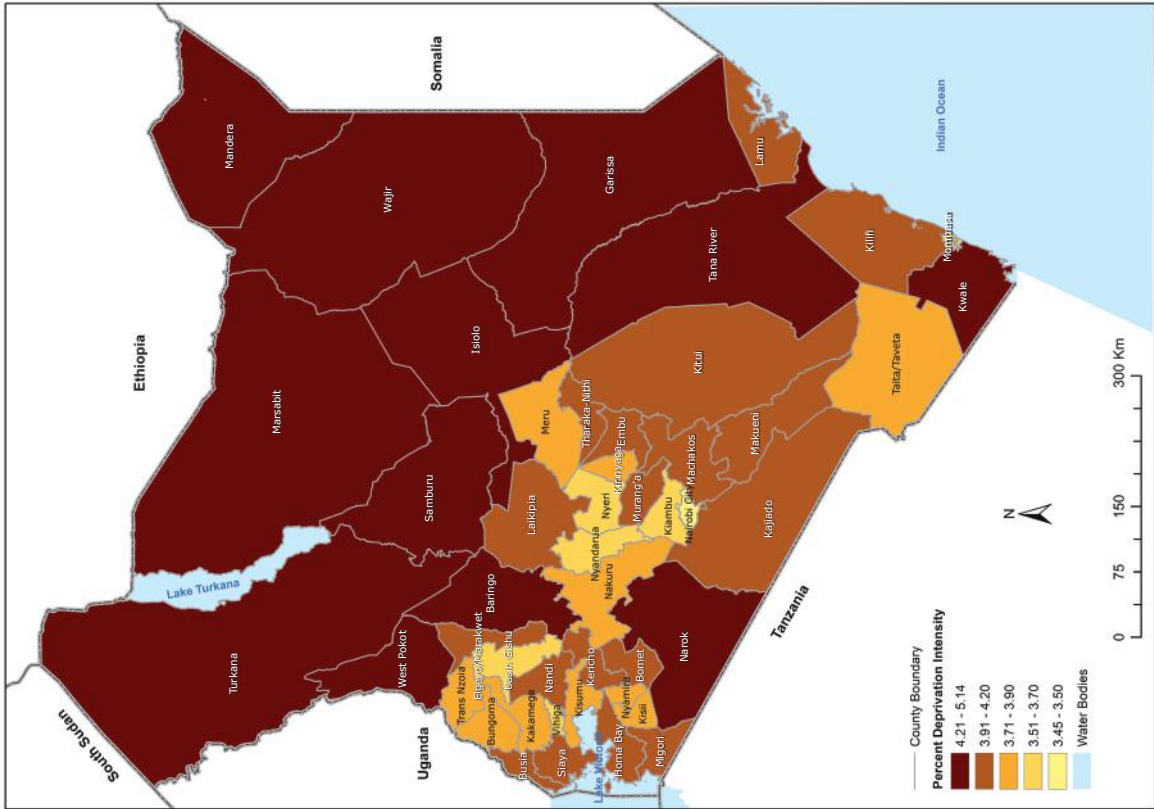 South Sudan
Ethiopia
Somalia
Uganda
Tanzania
Indian Ocean
Lake Turkana
Mandera
Wajir
Marsabit
Turkana
Samburu
Isiolo
Garissa
West Pokot
Baringo
Laikipia
Meru
Tana River
Lamu
Trans Nzoia
Elgeyo/Marakwet
Uasin Gishu
Bungoma
Kakamega
Busia
Nandi
Vihiga
Siaya
Kisumu
Kericho
Nakuru
Nyandarua
Nyeri
Kirinyaga
Tharaka-Nithi
Embu
Kitui
Murang'a
Kiambu
Nairobi City
Machakos
Makueni
Kajiado
Narok
Bomet
Nyamira
Kisii
Homa Bay
Migori
Kilifi
Mombasa
Kwale
Taita/Taveta
N
0 75 150 300 Km
County Boundary
Percent Deprivation Intensity
4.21 - 5.14
3.91 - 4.20
3.71 - 3.90
3.51 - 3.70
3.45 - 3.50
Water Bodies